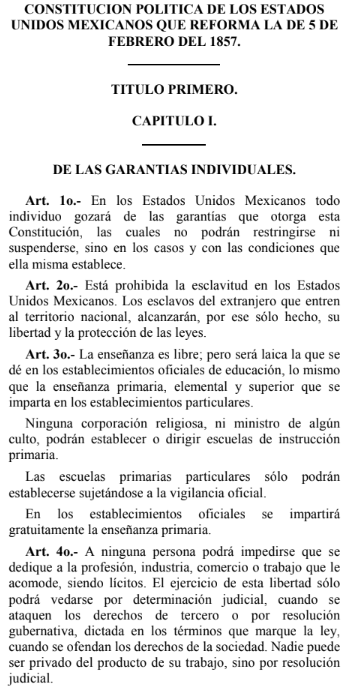 CONSTITUCION POLITICA DE LOS ESTADOS
UNIDOS MEXICANOS QUE REFORMA LA DE 5 DE
FEBRERO DEL 1857.
TITULO PRIMERO.
CAPITULO I.
DE LAS GARANTIAS INDIVIDUALES.
Art. 1o.- En los Estados Unidos Mexicanos todo
individuo gozará de las garantías que otorga esta
Constitución, las cuales no podrán restringirse ni
suspenderse, sino en los casos y con las condiciones que
ella misma establece.
Art. 2o.- Está prohibida la esclavitud en los Estados
Unidos Mexicanos. Los esclavos del extranjero que entren
al territorio nacional, alcanzarán, por ese sólo hecho, su
libertad y la protección de las leyes.
Art. 3o.- La enseñanza es libre; pero será laica la que se
dé en los establecimientos oficiales de educación, lo mismo
que la enseñanza primaria, elemental y superior que se
imparta en los establecimientos particulares.
Ninguna corporación religiosa, ni ministro de algún
culto, podrán establecer o dirigir escuelas de instrucción
primaria.
Las escuelas primarias particulares sólo podrán
establecerse sujetándose a la vigilancia oficial.
En los establecimientos oficiales se impartirá
gratuitamente la enseñanza primaria.
Art. 4o.- A ninguna persona podrá impedirse que se
dedique a la profesión, industria, comercio o trabajo que le
acomode, siendo lícitos. El ejercicio de esta libertad sólo
podrá vedarse por determinación judicial, cuando se
ataquen los derechos de tercero o por resolución
gubernativa, dictada en los términos que marque la ley,
cuando se ofendan los derechos de la sociedad. Nadie puede
ser privado del producto de su trabajo, sino por resolución
judicial.